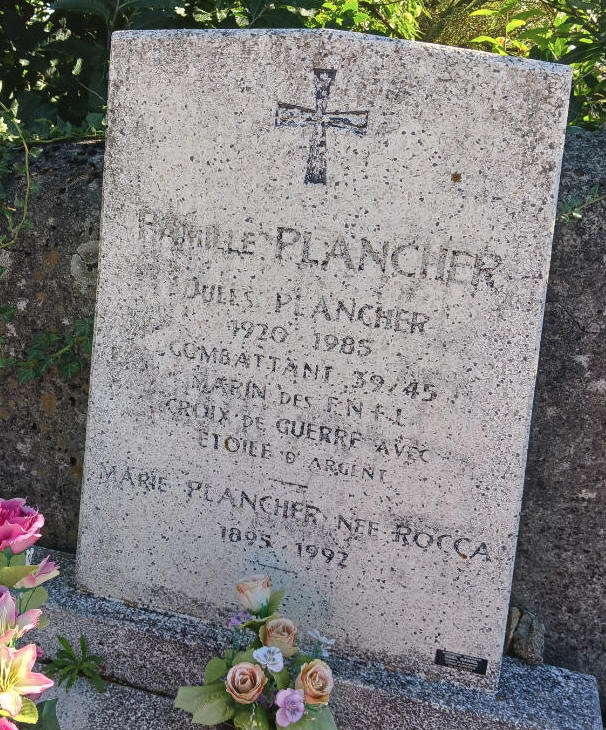 FAMILLE PLANCHER
JULES PLANCHER
1920 1985
COMBATTANT 39/45
MARIN DES F.N.F.L
CROIX DE GUERRE AVEC
ETOILE D'ARGENT
MARIE PLANCHER NEE ROCCA
1895 1992